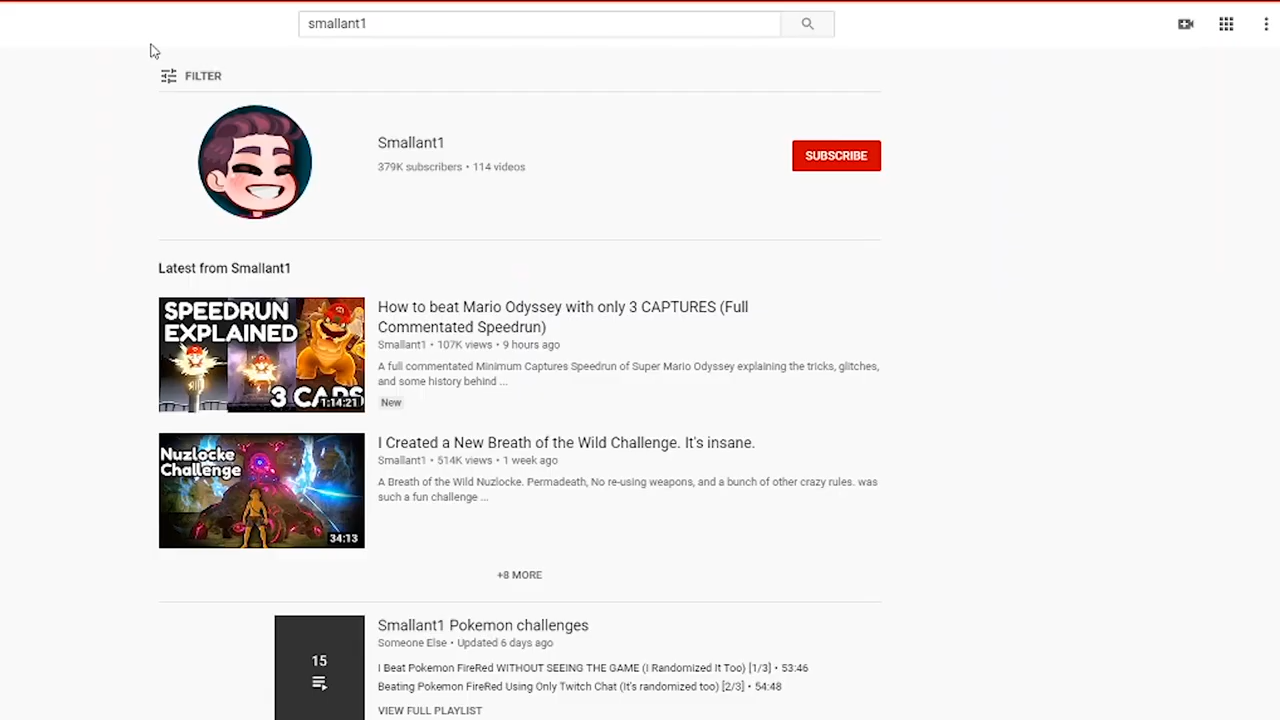 smallant1
FILTER
Smallant1
379K subscribers • 114 videos
SUBSCRIBE
Latest from Smallant1
SPEEDRUN
EXPLAINED
3 CAPS
1:14:21
How to beat Mario Odyssey with only 3 CAPTURES (Full
Commentated Speedrun)
Smallant1 • 107K views • 9 hours ago
A full commentated Minimum Captures Speedrun of Super Mario Odyssey explaining the tricks, glitches,
and some history behind ...
New
Nuzlocke
Challenge
34:13
I Created a New Breath of the Wild Challenge. It's insane.
Smallant1 • 514K views • 1 week ago
A Breath of the Wild Nuzlocke. Permadeath, No re-using weapons, and a bunch of other crazy rules. was
such a fun challenge ...
+8 MORE
15
Smallant1 Pokemon challenges
Someone Else • Updated 6 days ago
I Beat Pokemon FireRed WITHOUT SEEING THE GAME (I Randomized It Too) [1/3] • 53:46
Beating Pokemon FireRed Using Only Twitch Chat (It's randomized too) [2/3] • 54:48
VIEW FULL PLAYLIST